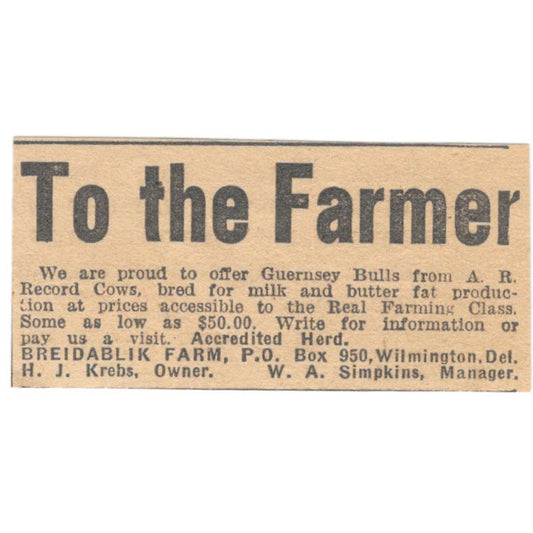 To the Farmer
We are proud to offer Guernsey Bulls from A. R.
Record Cows, bred for milk and butter fat produc-
tion at prices accessible to the Real Farming Class.
Some as low as $50.00. Write for information or
pay us a visit. Accredited Herd.
BREIDABLIK FARM, P.O. Box 950, Wilmington, Del.
H. J. Krebs, Owner. W. A. Simpkins, Manager.